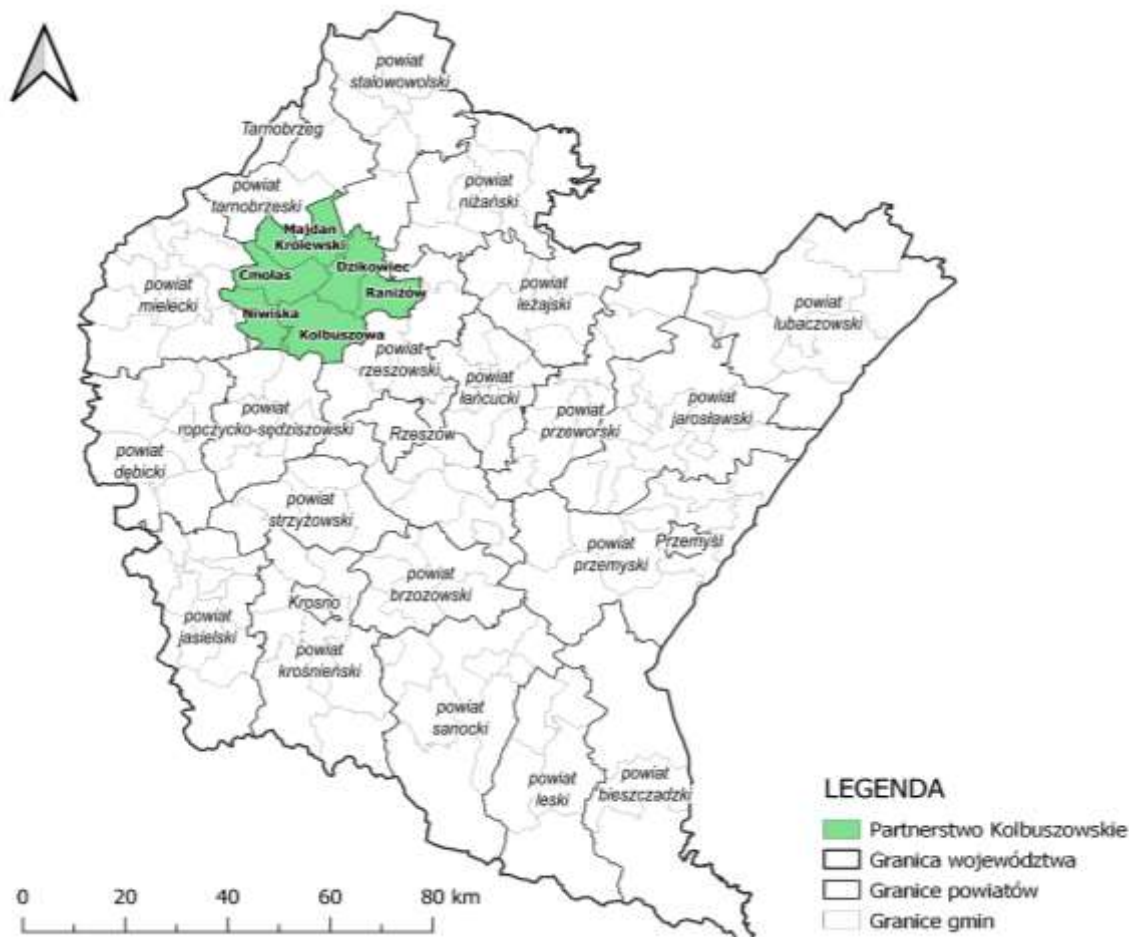 powiat
stalowowolski
Tarnobrzeg
powiat
tarnobrzeski
powiat
niżański
Majdan
Królewski
Dzikowiec
Cmolas
Raniżów
Niwiska
Kolbuszowa
powiat
mielecki
powiat
leżajski
powiat
lubaczowski
powiat
rzeszowski
powiat
łańcucki
powiat
przeworski
powiat
jarosławski
powiat
ropczycko-sędziszowski
Rzeszów
powiat
dębicki
powiat
strzyżowski
powiat
przemyski
Przemyśl
powiat
brzozowski
Krosno
powiat
jasielski
powiat
krośnieński
powiat
sanocki
powiat
leski
powiat
bieszczadzki
LEGENDA
Partnerstwo Kolbuszowskie
Granica województwa
Granice powiatów
Granice gmin
0 20 40 60 80 km